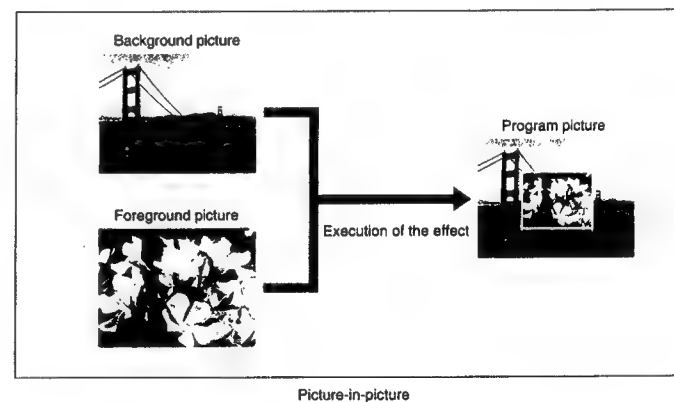 Background picture
Program picture
Foreground picture
Execution of the effect
Picture-in-picture